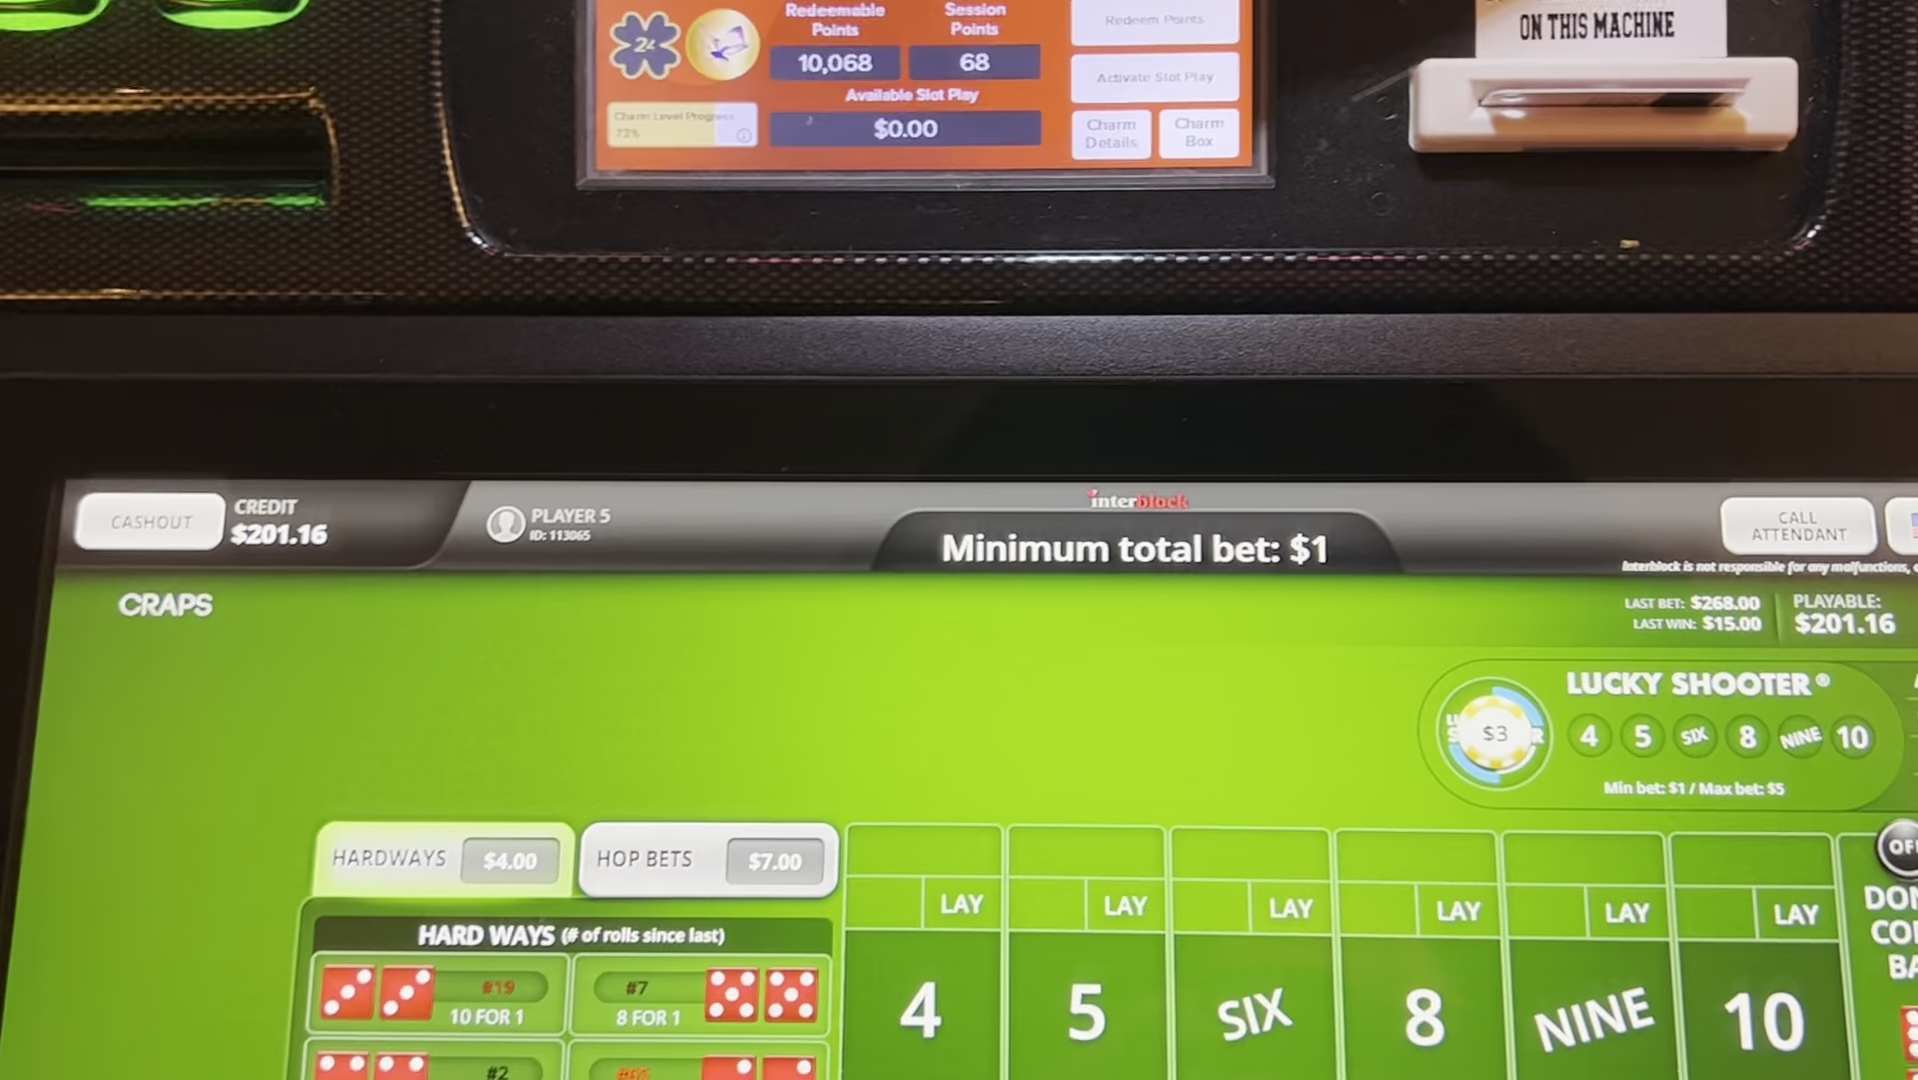 Redeemable
Points
Session
Points
Redeem Points
ON THIS MACHINE
24
10,068
68
Activate Slot Play
Available Slot Play
Charm Level Progress
73%
$0.00
Charm
Details
Charm
Box
CASHOUT
CREDIT
$201.16
PLAYER 5
ID: 113065
interblock
Minimum total bet: $1
CALL
ATTENDANT
Interblock is not responsible for any malfunctions,
CRAPS
LAST BET: $268.00
LAST WIN: $15.00
PLAYABLE:
$201.16
LUCKY SHOOTER®
$3
4 5 SIX 8 NINE 10
Min bet: $1 / Max bet: $5
HARDWAYS $4.00
HOP BETS $7.00
LAY LAY LAY LAY LAY LAY
HARD WAYS (# of rolls since last)
#19
10 FOR 1
#7
8 FOR 1
4 5 SIX 8 NINE 10
#2